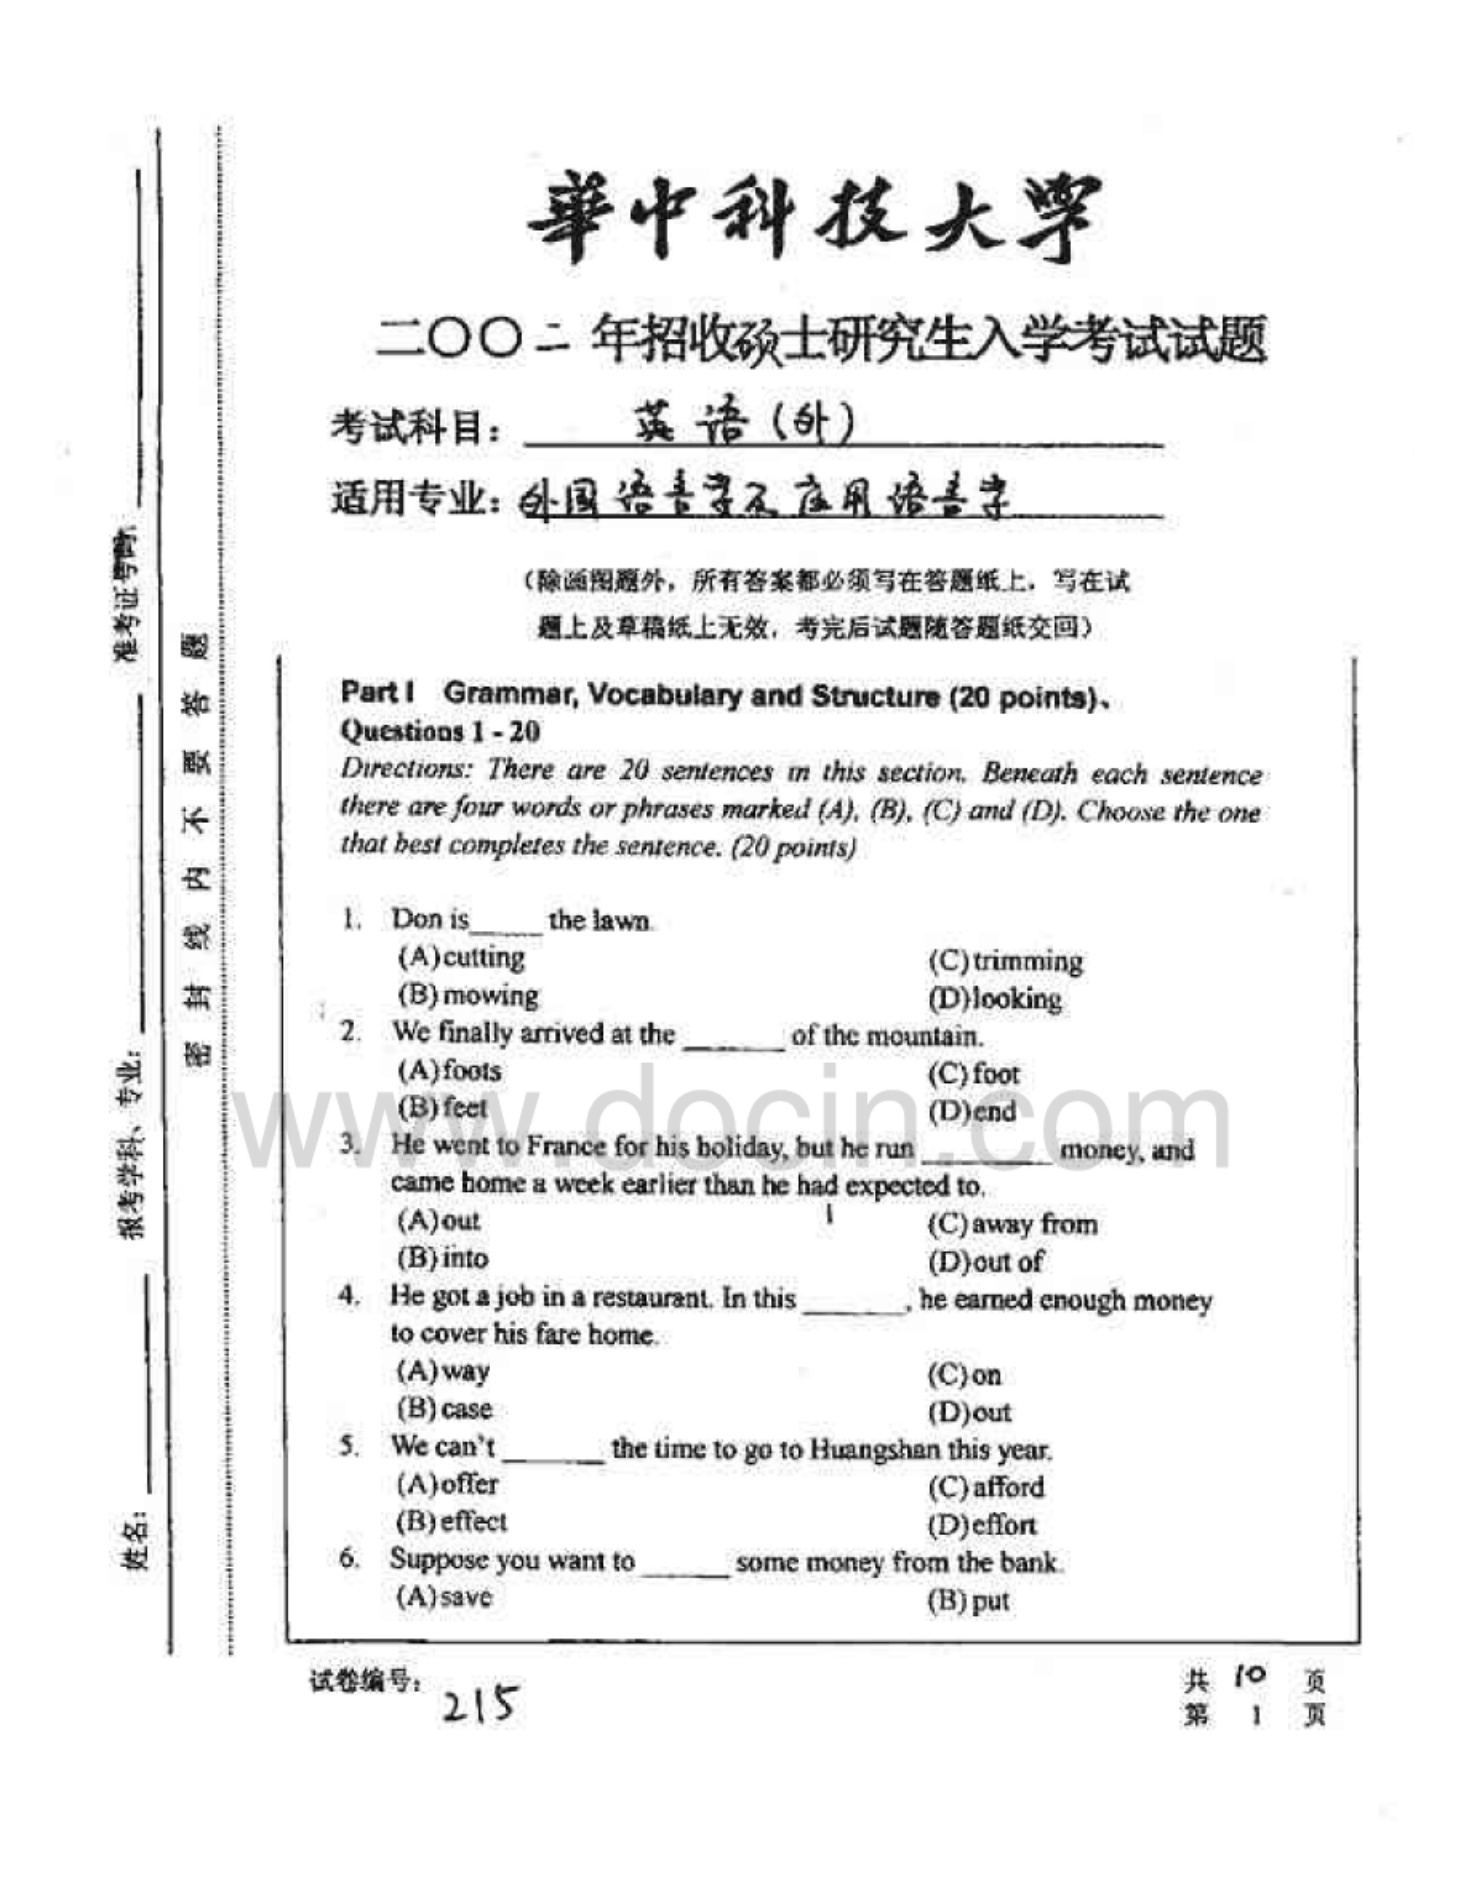 華中科技大学
二〇〇二年招收硕士研究生入学考试试题
考试科目: 英语(外)
适用专业: 外国语言学及应用语言学
(除画图题外，所有答案都必须写在答题纸上，写在试
题上及草稿纸上无效，考完后试题随答题纸交回)
准考证号码:
报考学科、专业:
姓名:
密封线内不要答题
Part I Grammar, Vocabulary and Structure (20 points)、
Questions 1 - 20
Directions: There are 20 sentences in this section. Beneath each sentence
there are four words or phrases marked (A), (B), (C) and (D). Choose the one
that best completes the sentence. (20 points)
1. Don is_____ the lawn.
(A)cutting (C)trimming
(B)mowing (D)looking
2. We finally arrived at the _______ of the mountain.
(A)foots (C)foot
(B)feet (D)end
3. He went to France for his holiday, but he run _________ money, and
came home a week earlier than he had expected to.
(A)out (C)away from
(B)into (D)out of
4. He got a job in a restaurant. In this _______, he earned enough money
to cover his fare home.
(A)way (C)on
(B)case (D)out
5. We can't _______ the time to go to Huangshan this year.
(A)offer (C)afford
(B)effect (D)effort
6. Suppose you want to ______ some money from the bank.
(A)save (B)put
www.docin.com
试卷编号: 215
共 10 页
第 1 页